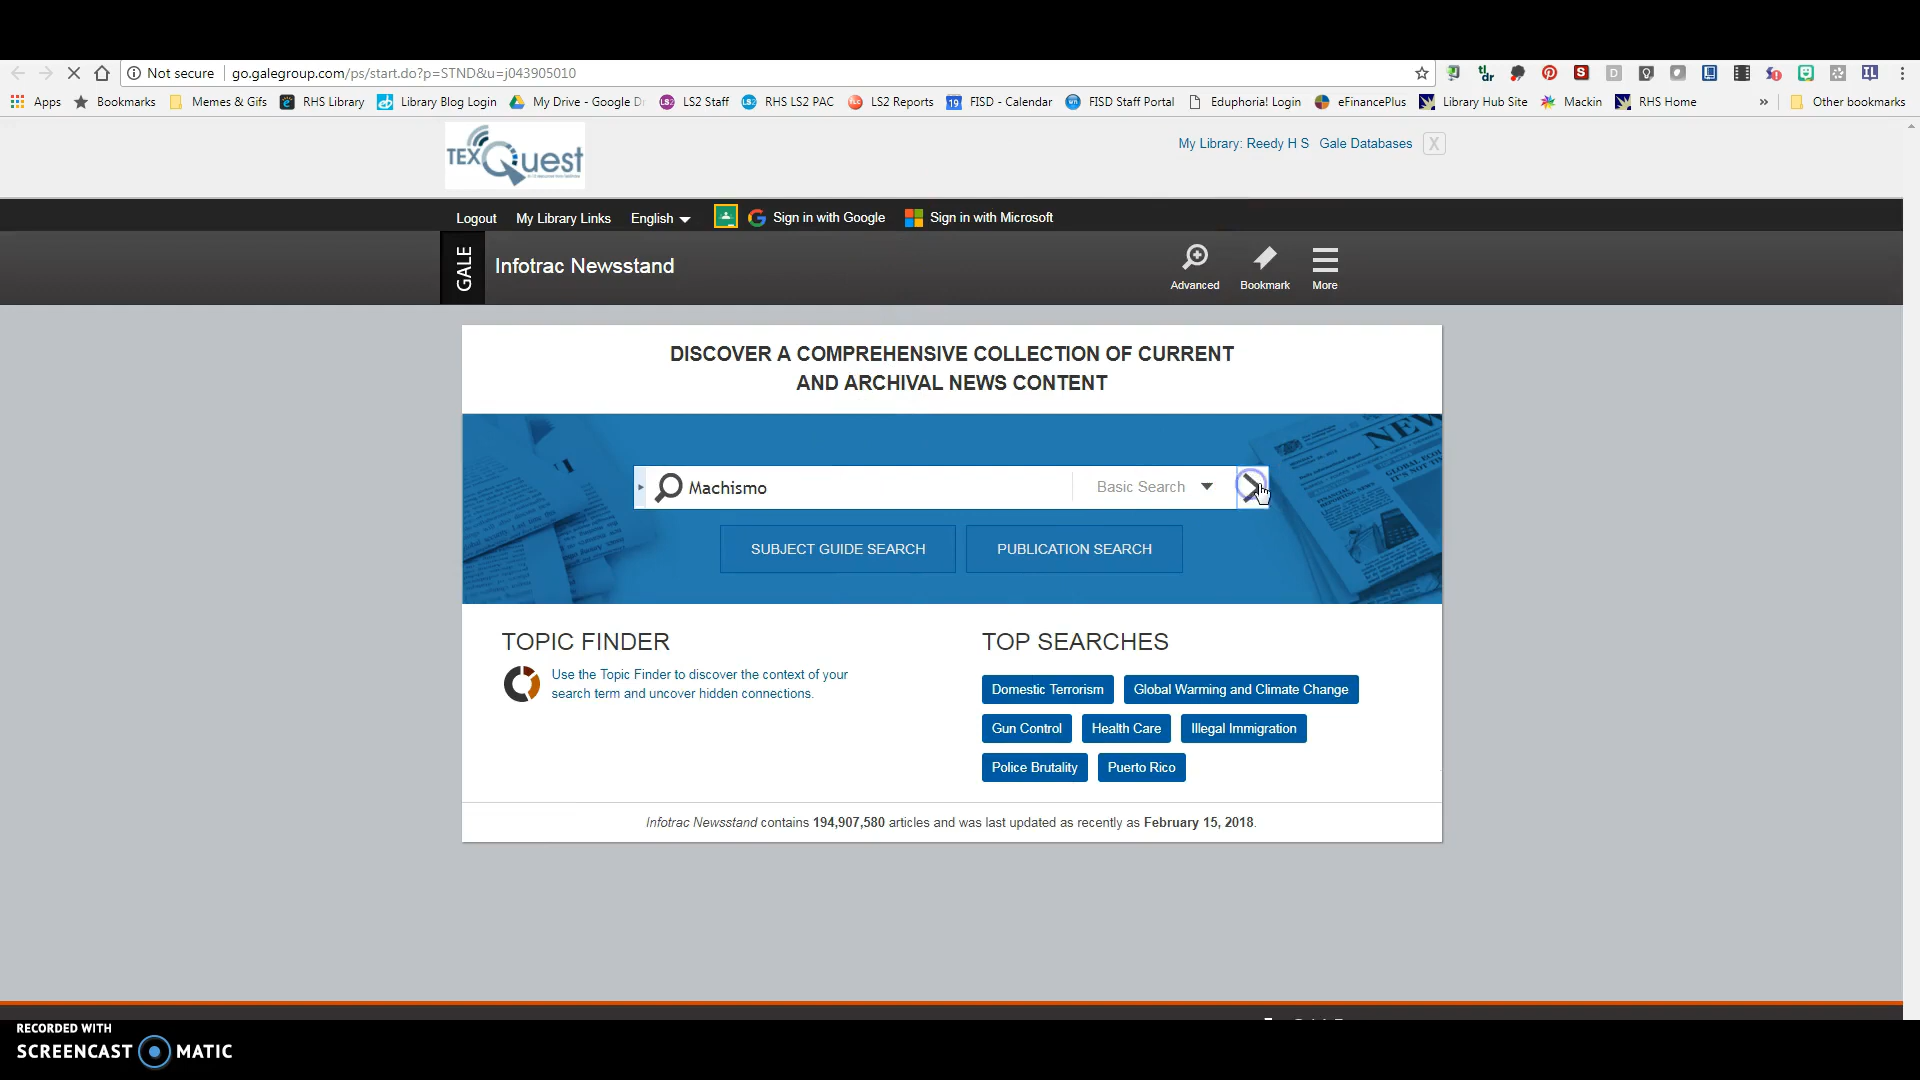 Not secure go.galegroup.com/ps/start.do?p=STND&u=j043905010
Apps Bookmarks Memes & Gifs RHS Library Library Blog Login My Drive - Google Dr LS2 Staff RHS LS2 PAC LS2 Reports FISD - Calendar FISD Staff Portal Eduphoria! Login eFinancePlus Library Hub Site Mackin RHS Home » Other bookmarks
TEXQuest
My Library: Reedy H S Gale Databases X
Logout My Library Links English Sign in with Google Sign in with Microsoft
GALE Infotrac Newsstand
Advanced Bookmark More
DISCOVER A COMPREHENSIVE COLLECTION OF CURRENT
AND ARCHIVAL NEWS CONTENT
Machismo Basic Search
SUBJECT GUIDE SEARCH PUBLICATION SEARCH
TOPIC FINDER
Use the Topic Finder to discover the context of your
search term and uncover hidden connections.
TOP SEARCHES
Domestic Terrorism Global Warming and Climate Change
Gun Control Health Care Illegal Immigration
Police Brutality Puerto Rico
Infotrac Newsstand contains 194,907,580 articles and was last updated as recently as February 15, 2018.
RECORDED WITH
SCREENCAST MATIC